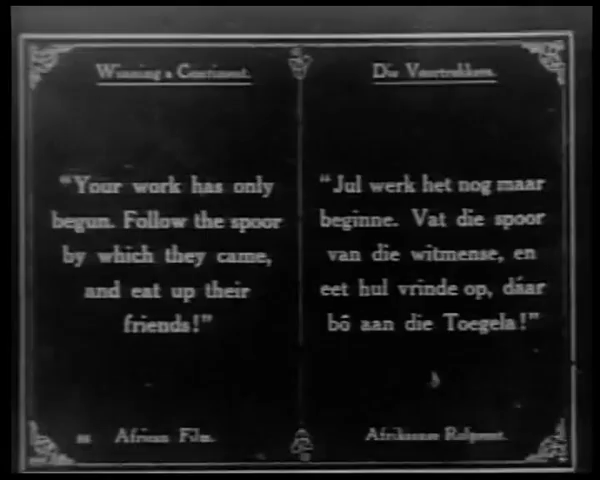 Winning a Continent.
"Your work has only
begun. Follow the spoor
by which they came,
and eat up their
friends!"
African Film.
Die Voortrekkers.
"Jul werk het nog maar
beginne. Vat die spoor
van die witmense, en
eet hul vrinde op, dáar
bô aan die Toegela!"
Afrikaanse Rolprent.